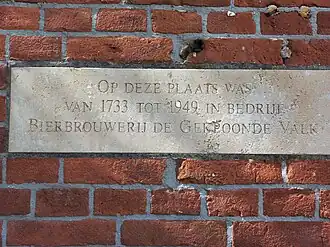 OP DEZE PLAATS WAS
VAN 1733 TOT 1949 IN BEDRIJF
BIERBROUWERIJ DE GEKROONDE VALK